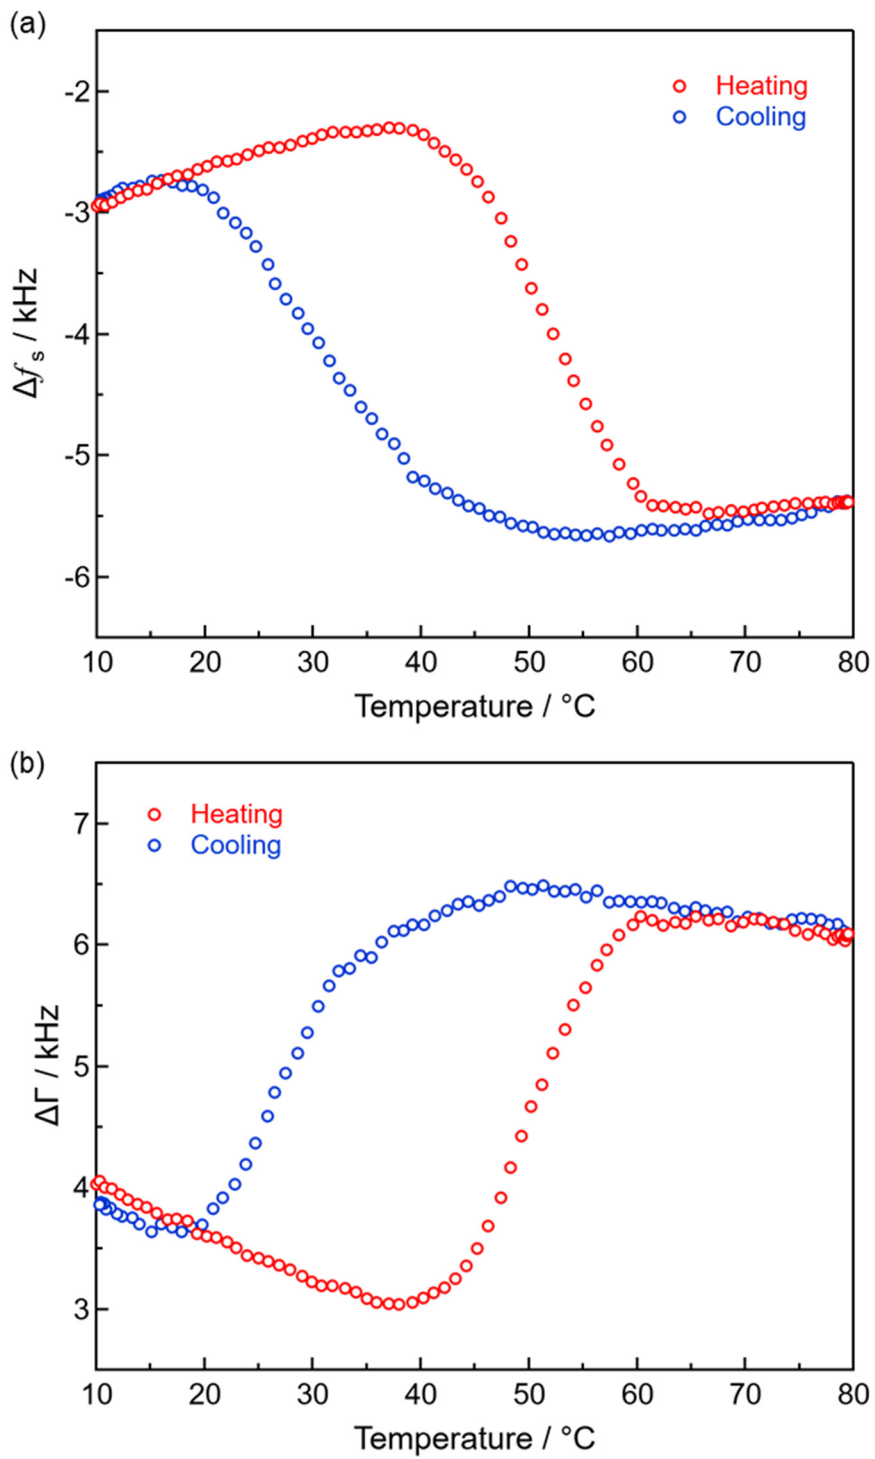 (a)
-2
-3
-4
-5
-6
Δfs / kHz
Heating
Cooling
10 20 30 40 50 60 70 80
Temperature / °C
(b)
7
6
5
4
3
ΔΓ / kHz
Heating
Cooling
10 20 30 40 50 60 70 80
Temperature / °C